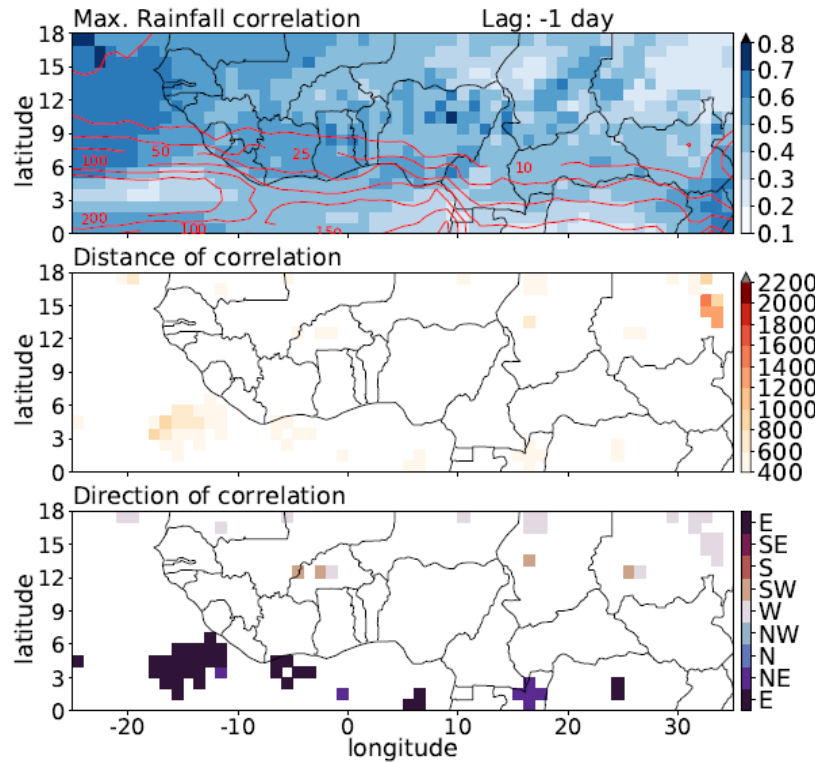 Max. Rainfall correlation Lag: -1 day
18
15
12
9
6
3
0
latitude
100
50
25
10
200
100
150
0.8
0.7
0.6
0.5
0.4
0.3
0.2
0.1
Distance of correlation
18
15
12
9
6
3
0
latitude
2200
2000
1800
1600
1400
1200
1000
800
600
400
Direction of correlation
18
15
12
9
6
3
0
latitude
E
SE
S
SW
W
NW
N
NE
E
-20 -10 0 10 20 30
longitude